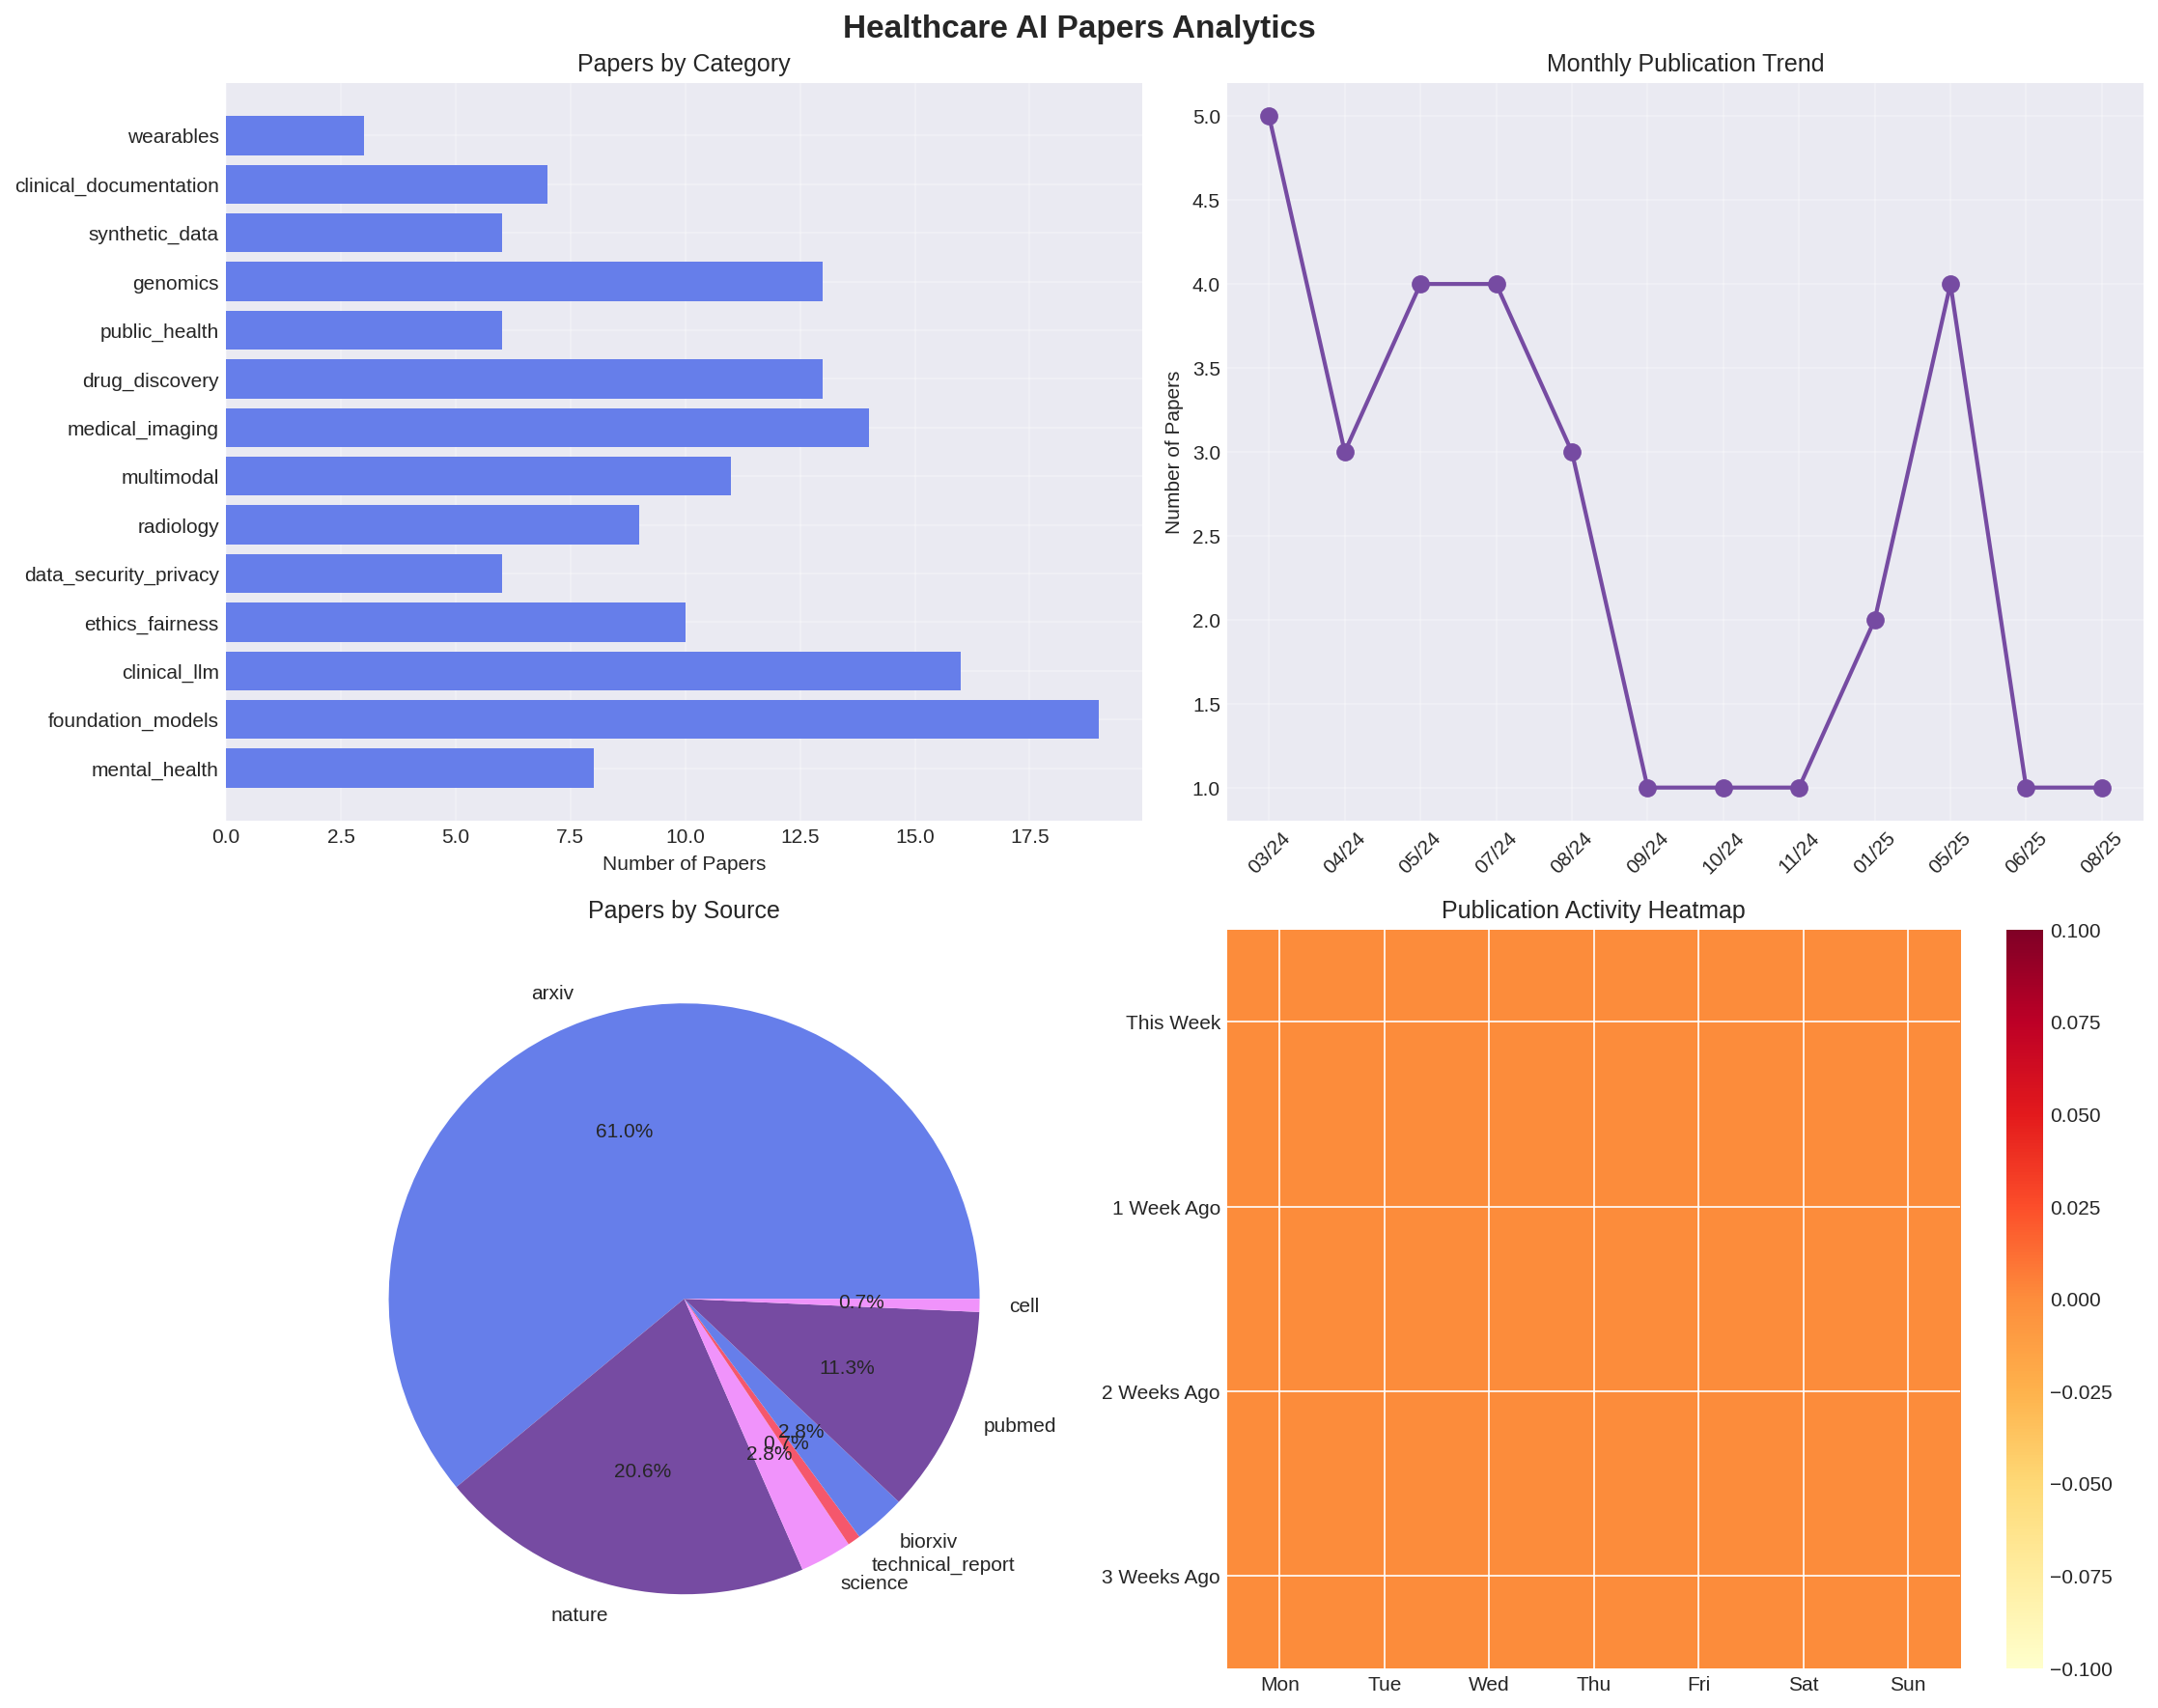 Healthcare AI Papers Analytics
Papers by Category
wearables
clinical_documentation
synthetic_data
genomics
public_health
drug_discovery
medical_imaging
multimodal
radiology
data_security_privacy
ethics_fairness
clinical_llm
foundation_models
mental_health
0.0 2.5 5.0 7.5 10.0 12.5 15.0 17.5
Number of Papers
Monthly Publication Trend
Number of Papers
5.0
4.5
4.0
3.5
3.0
2.5
2.0
1.5
1.0
03/24 04/24 05/24 07/24 08/24 09/24 10/24 11/24 01/25 05/25 06/25 08/25
Papers by Source
arxiv
61.0%
cell
0.7%
11.3%
pubmed
2.8%
0.7%
2.8%
20.6%
biorxiv
technical_report
science
nature
Publication Activity Heatmap
This Week
1 Week Ago
2 Weeks Ago
3 Weeks Ago
Mon Tue Wed Thu Fri Sat Sun
0.100
0.075
0.050
0.025
0.000
−0.025
−0.050
−0.075
−0.100